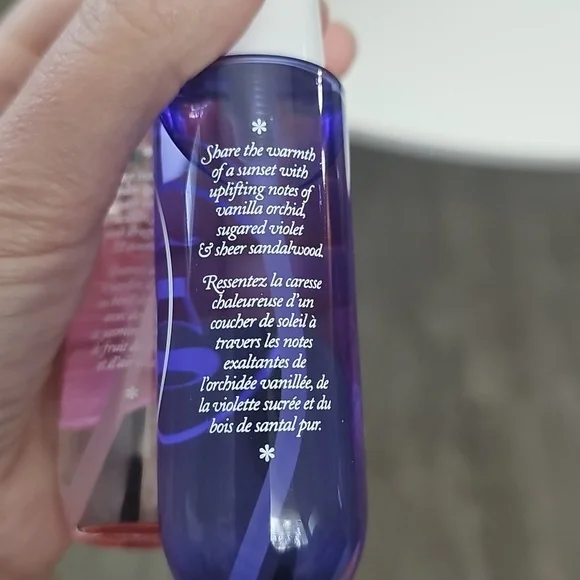 Share the warmth
of a sunset with
uplifting notes of
vanilla orchid,
sugared violet
& sheer sandalwood.
Ressentez la caresse
chaleureuse d'un
coucher de soleil à
travers les notes
exaltantes de
l'orchidée vanillée, de
la violette sucrée et du
bois de santal pur.